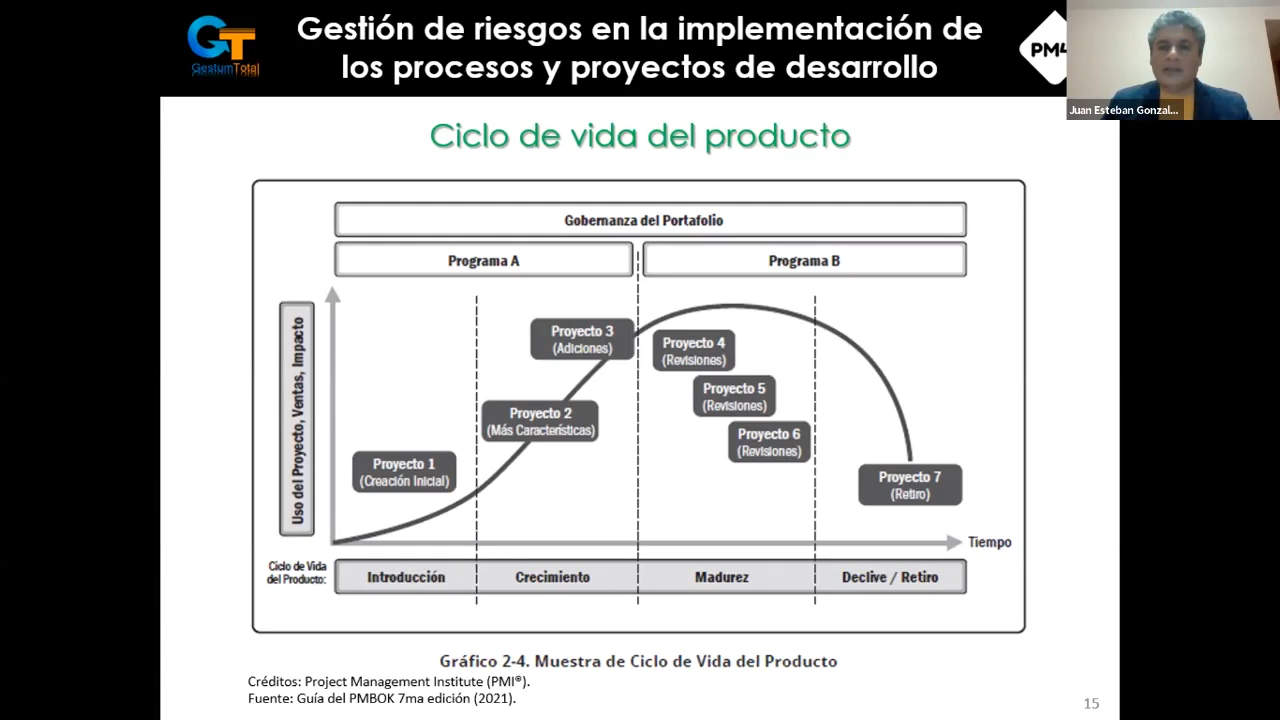 GT
GestumTotal
Gestión de riesgos en la implementación de
los procesos y proyectos de desarrollo
PM4
Juan Esteban Gonzal...
Ciclo de vida del producto
Gobernanza del Portafolio
Programa A
Programa B
Uso del Proyecto, Ventas, Impacto
Proyecto 1
(Creación Inicial)
Proyecto 2
(Más Características)
Proyecto 3
(Adiciones)
Proyecto 4
(Revisiones)
Proyecto 5
(Revisiones)
Proyecto 6
(Revisiones)
Proyecto 7
(Retiro)
Tiempo
Ciclo de Vida
del Producto:
Introducción
Crecimiento
Madurez
Declive / Retiro
Gráfico 2-4. Muestra de Ciclo de Vida del Producto
Créditos: Project Management Institute (PMI®).
Fuente: Guía del PMBOK 7ma edición (2021).
15